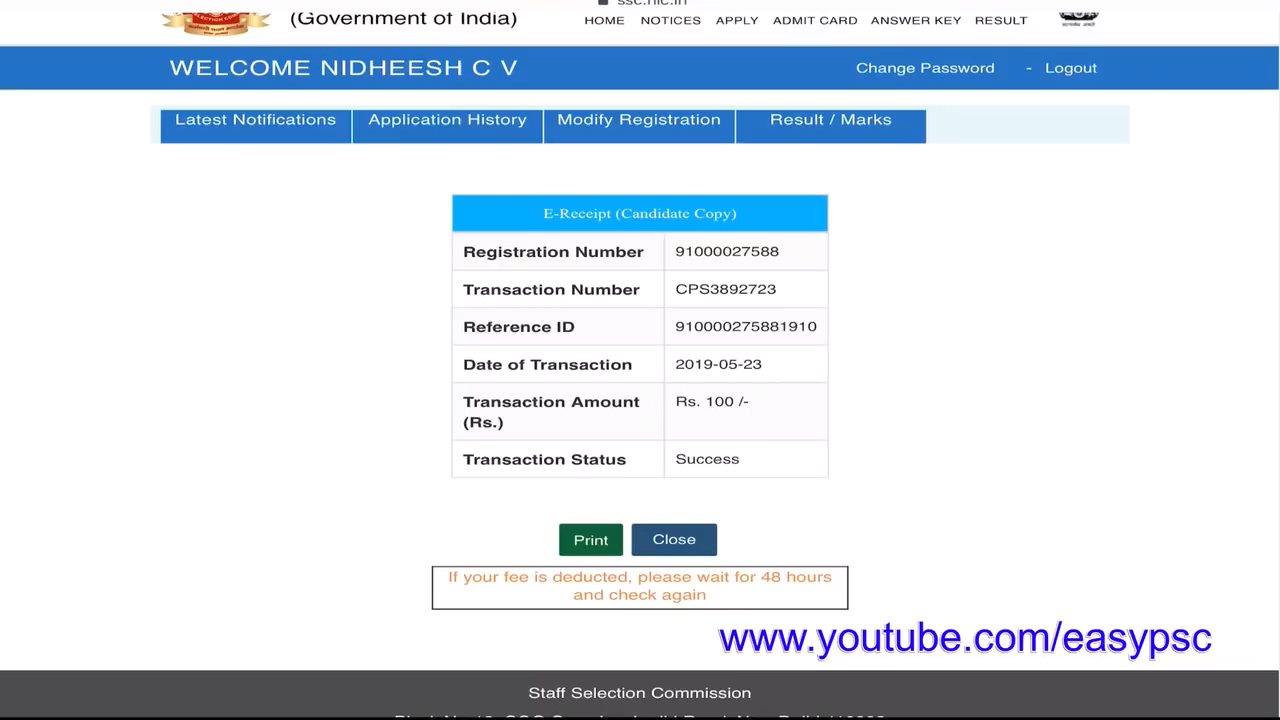 ssc.nic.in
(Government of India)
HOME NOTICES APPLY ADMIT CARD ANSWER KEY RESULT
WELCOME NIDHEESH C V
Change Password - Logout
Latest Notifications Application History Modify Registration Result / Marks
E-Receipt (Candidate Copy)
Registration Number 91000027588
Transaction Number CPS3892723
Reference ID 910000275881910
Date of Transaction 2019-05-23
Transaction Amount (Rs.) Rs. 100 /-
Transaction Status Success
Print Close
If your fee is deducted, please wait for 48 hours
and check again
www.youtube.com/easypsc
Staff Selection Commission